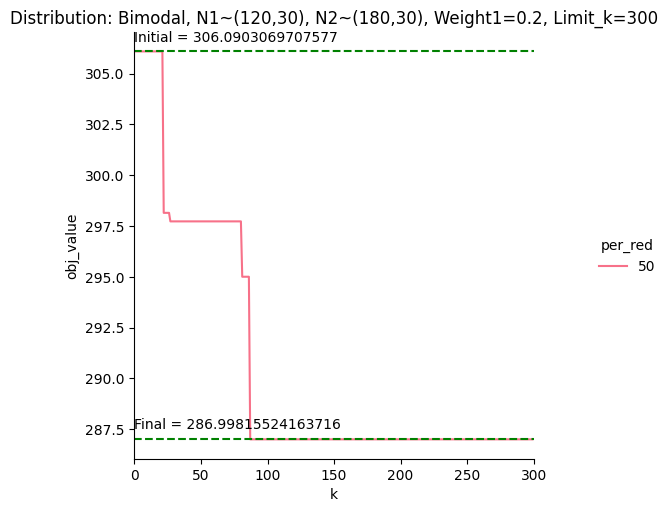 Distribution: Bimodal, N1~(120,30), N2~(180,30), Weight1=0.2, Limit_k=300
Initial = 306.0903069707577
305.0
302.5
300.0
297.5
295.0
292.5
290.0
287.5
obj_value
Final = 286.99815524163716
0 50 100 150 200 250 300
k
per_red
50